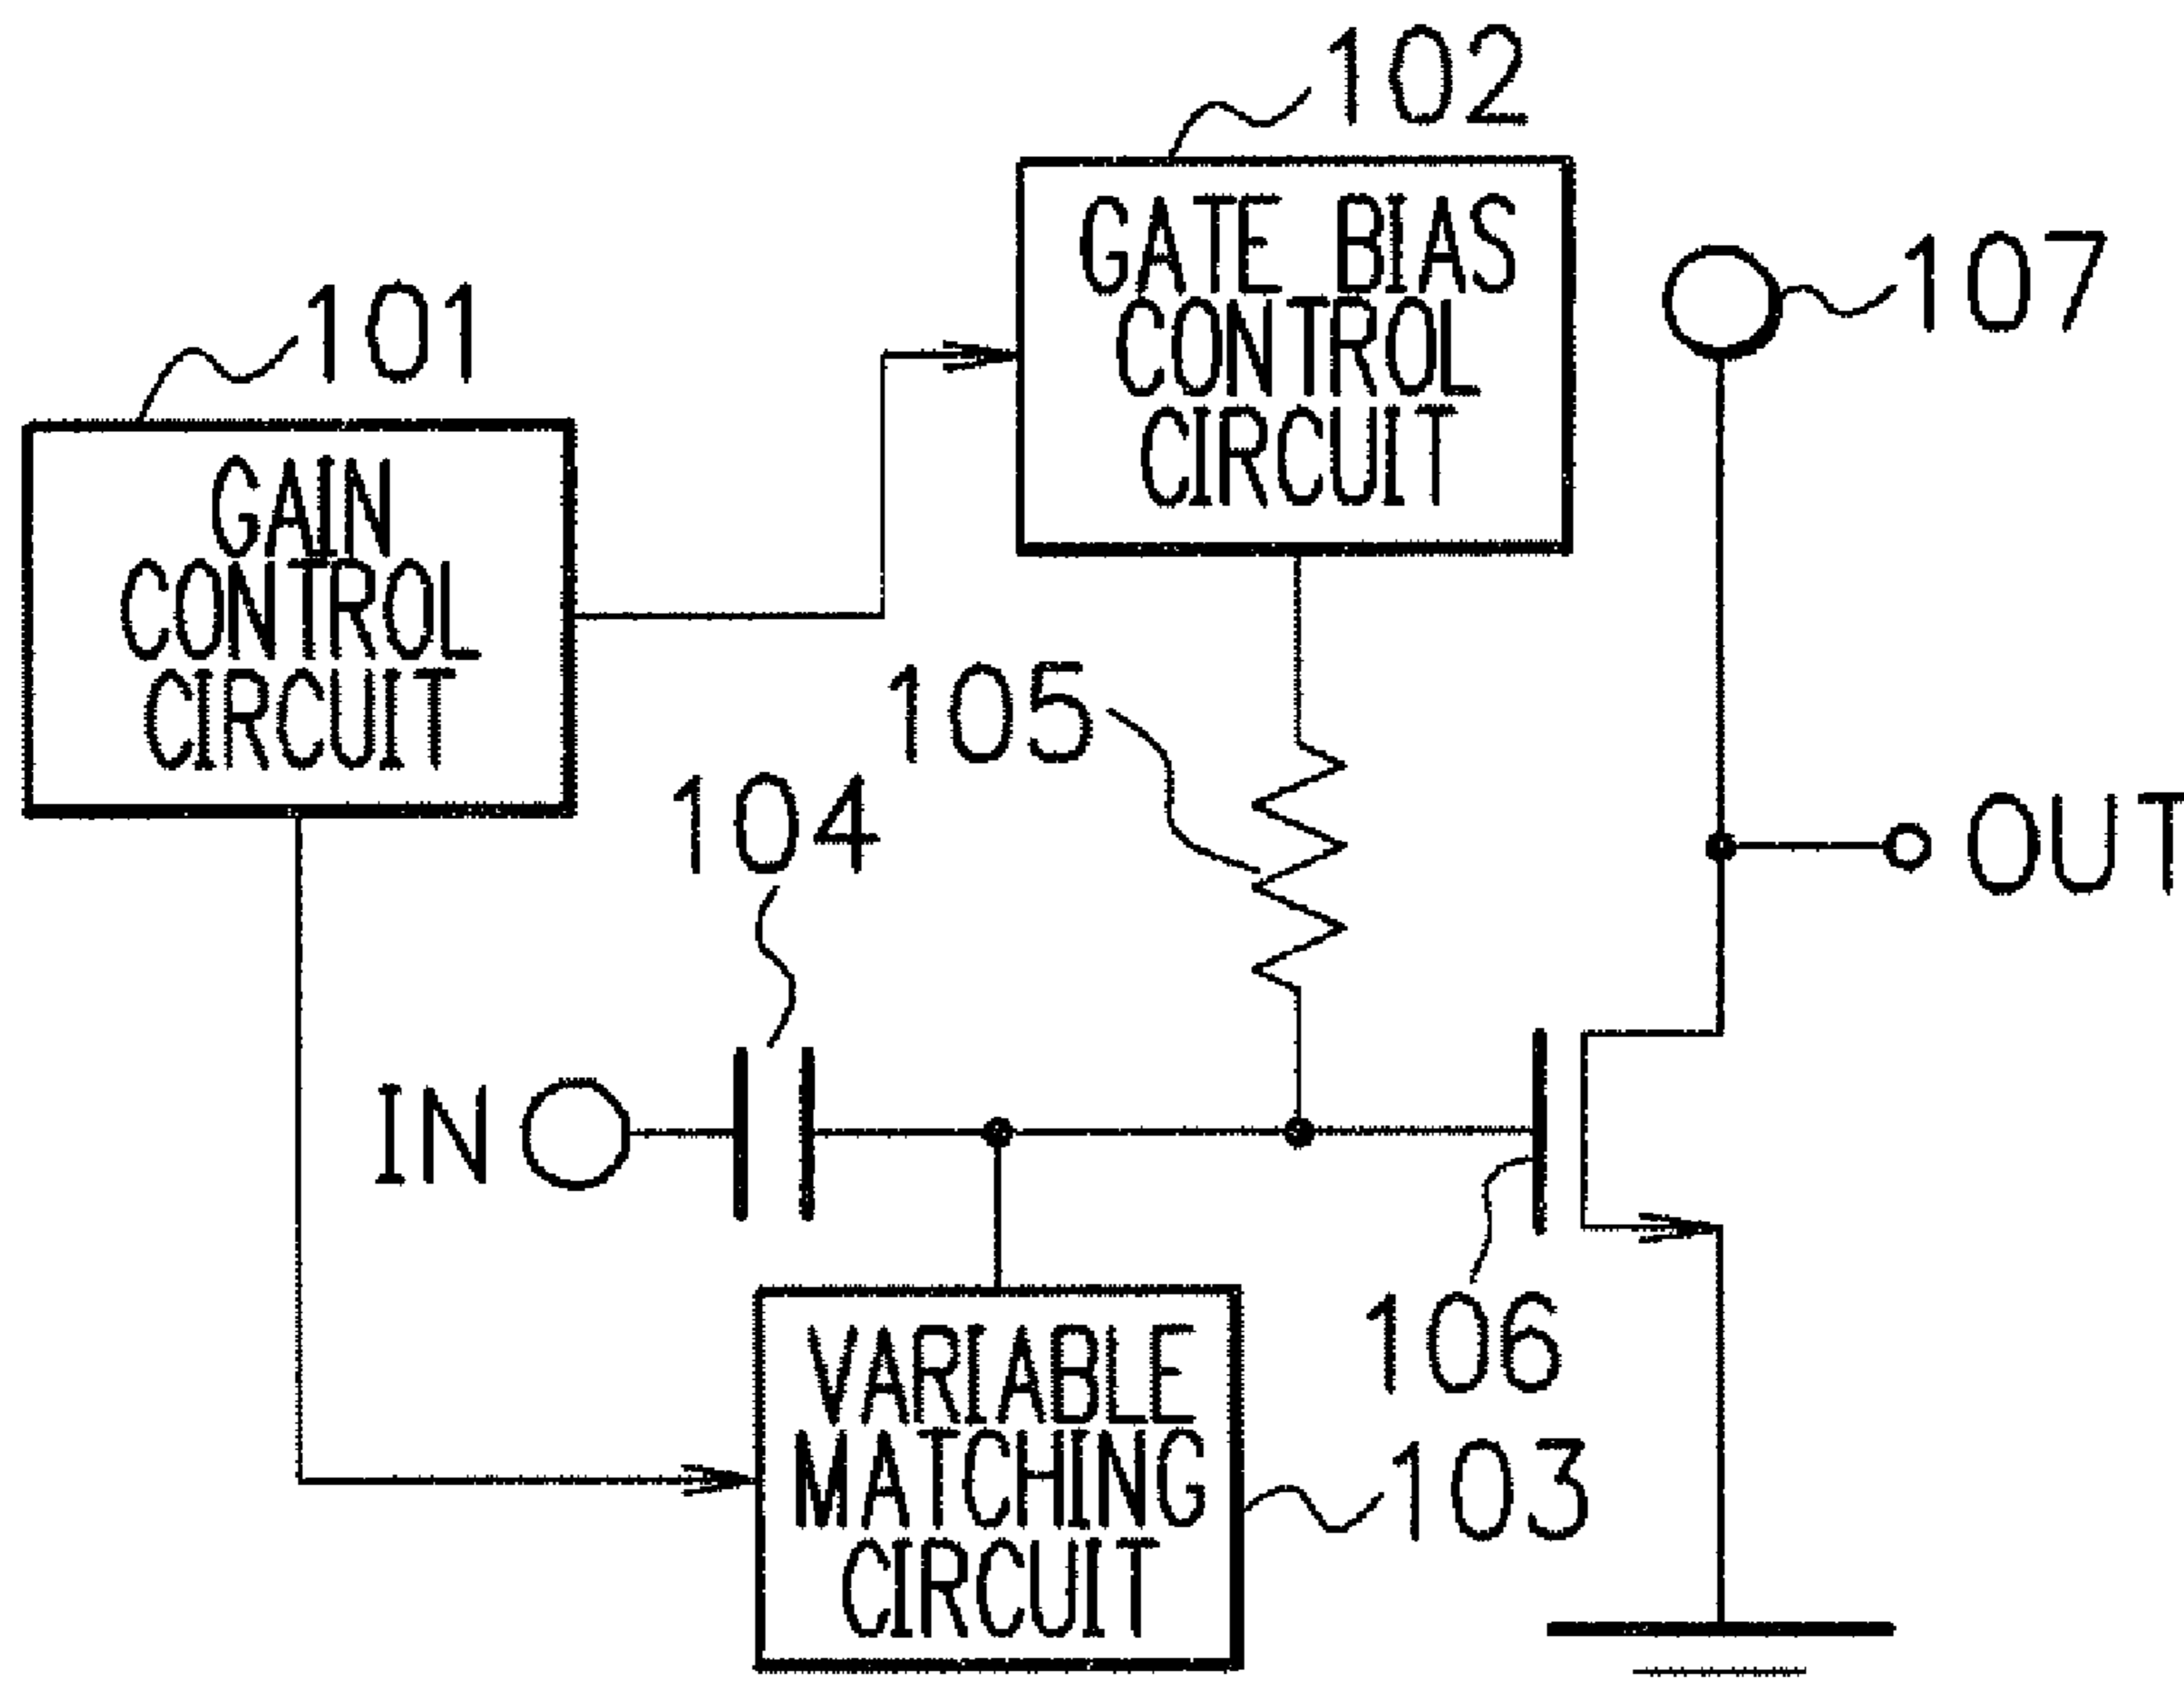 102
GATE BIAS
CONTROL
CIRCUIT
107
101
GAIN
CONTROL
CIRCUIT
105
104
OUT
IN
106
VARIABLE
MATCHING
CIRCUIT
103